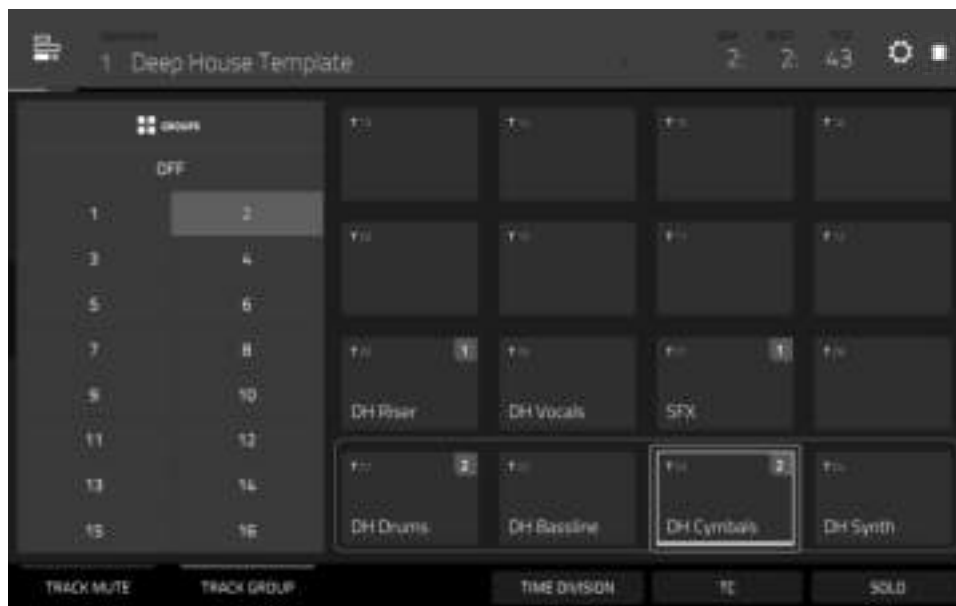 1 Deep House Template
2: 2: 43
GROUPS
OFF
1 2
3 4
5 6
7 8
9 10
11 12
13 14
15 16
1 1
DH Riser DH Vocals SFX
2 2
DH Drums DH Bassline DH Cymbals DH Synth
TRACK MUTE TRACK GROUP TIME DIVISION TC SOLO